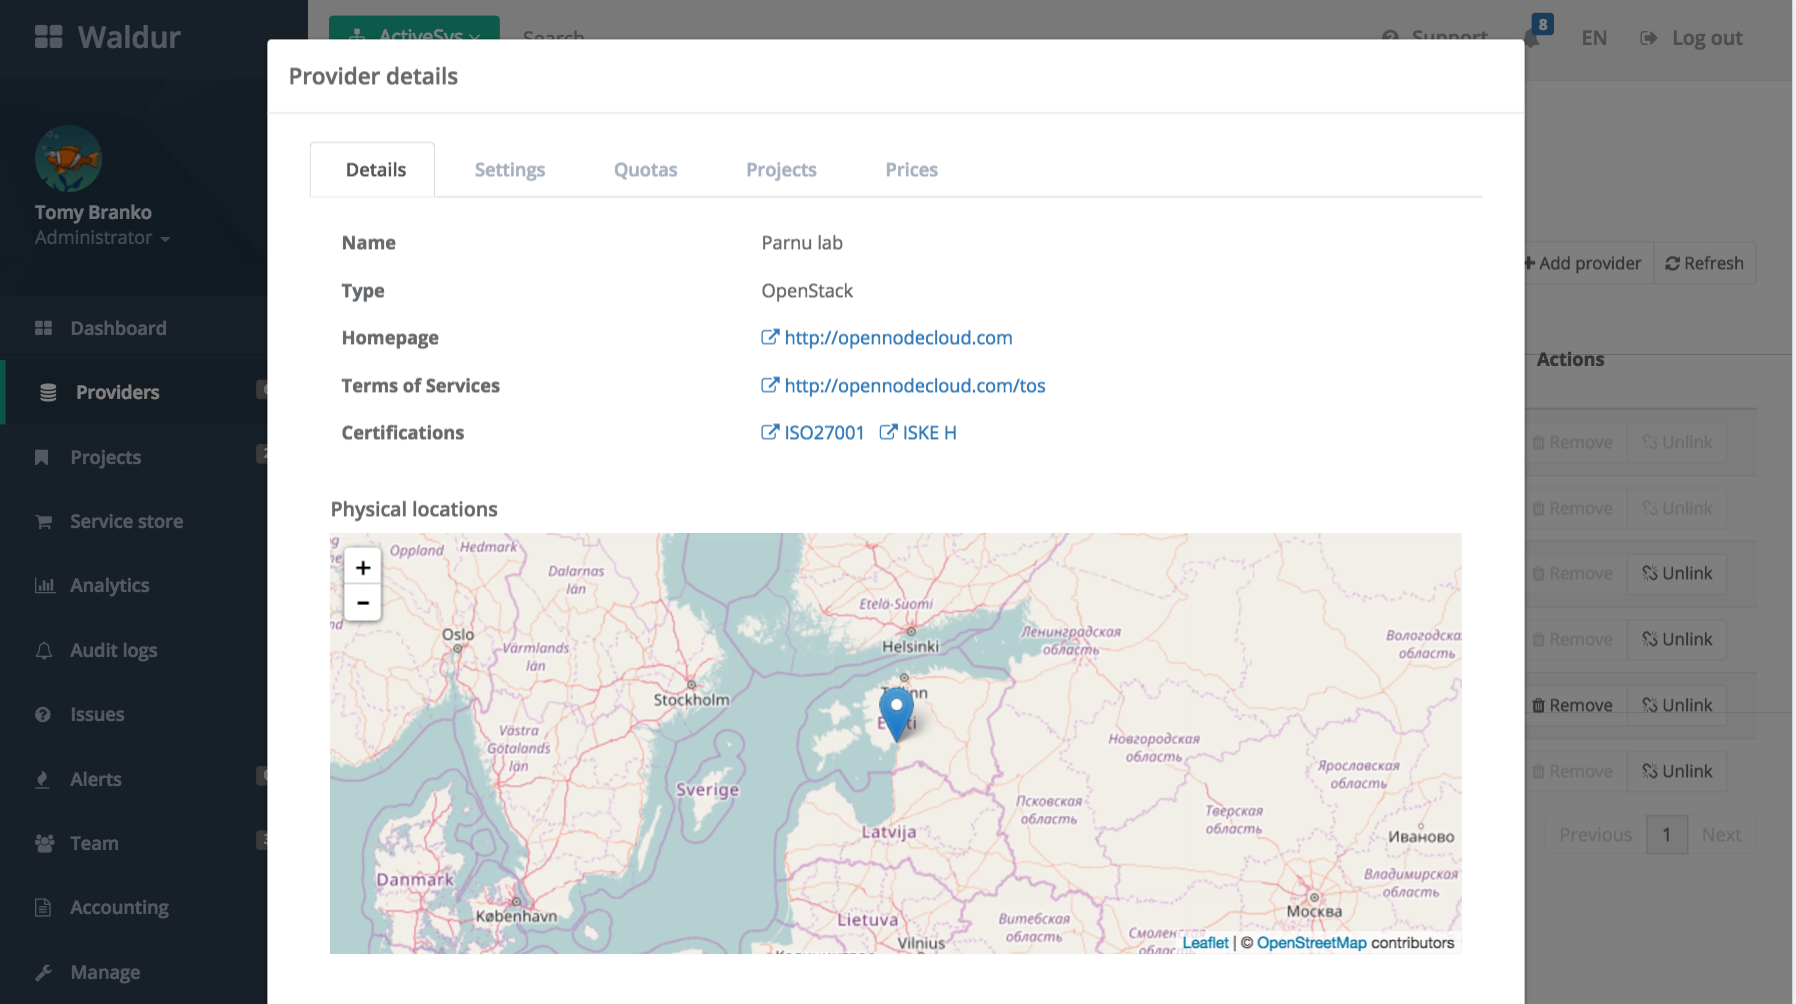 Waldur
ActiveSys
Search
Support
8
EN
Log out
Provider details
Tomy Branko
Administrator
Details
Settings
Quotas
Projects
Prices
Name
Parnu lab
Type
OpenStack
Homepage
http://opennodecloud.com
Terms of Services
http://opennodecloud.com/tos
Certifications
ISO27001
ISKE H
Add provider
Refresh
Dashboard
Providers
Projects
Service store
Analytics
Audit logs
Issues
Alerts
Team
Accounting
Manage
Actions
Remove
Unlink
Remove
Unlink
Remove
Unlink
Remove
Unlink
Remove
Unlink
Remove
Unlink
Previous
1
Next
Physical locations
+
-
Oppland
Hedmark
Dalarnas
län
Etelä-Suomi
Oslo
Värmlands
län
Helsinki
Ленинградская
область
Вологодска
область
Stockholm
Västra
Götalands
län
Новгородская
область
Ярославская
область
Sverige
Псковская
область
Тверская
область
Latvija
Иваново
Danmark
Владимирская
область
København
Москва
Lietuva
Витебская
область
Vilnius
Leaflet | © OpenStreetMap contributors